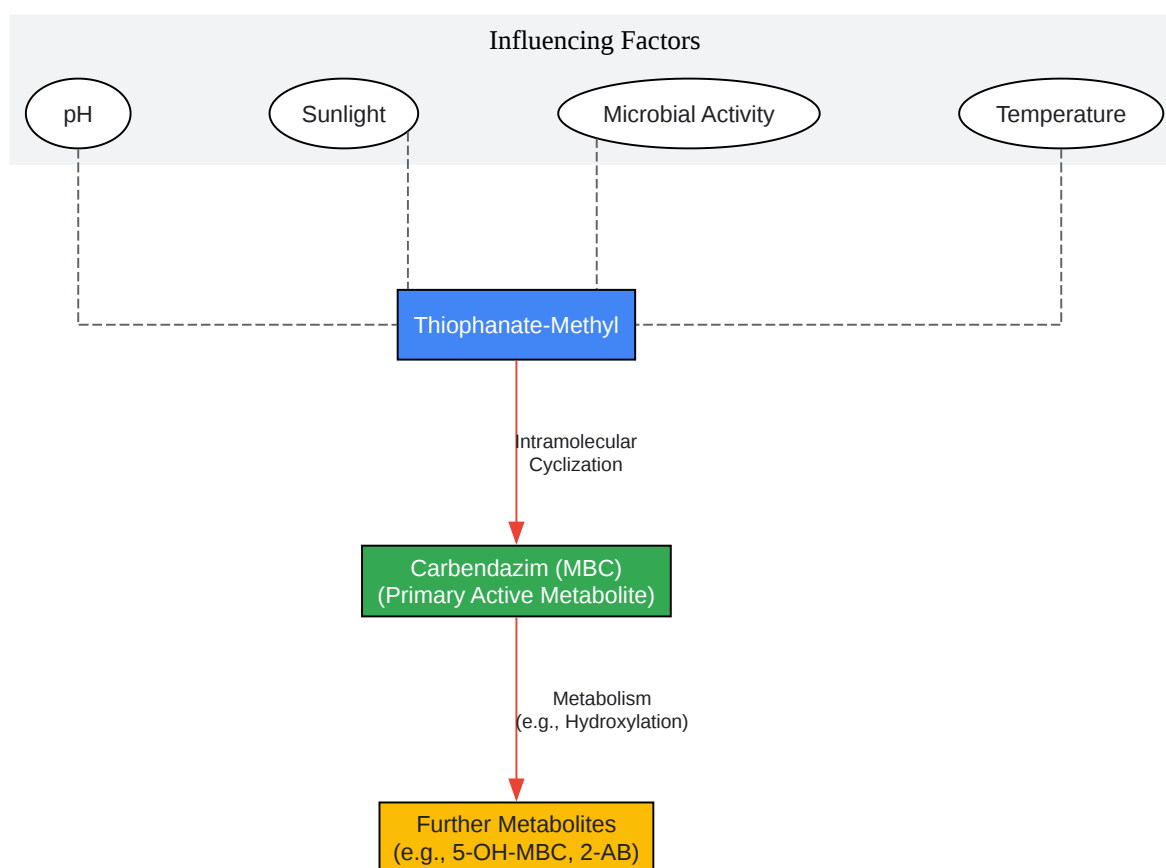 Influencing Factors
pH
Sunlight
Microbial Activity
Temperature
Thiophanate-Methyl
Intramolecular
Cyclization
Carbendazim (MBC)
(Primary Active Metabolite)
Metabolism
(e.g., Hydroxylation)
Further Metabolites
(e.g., 5-OH-MBC, 2-AB)